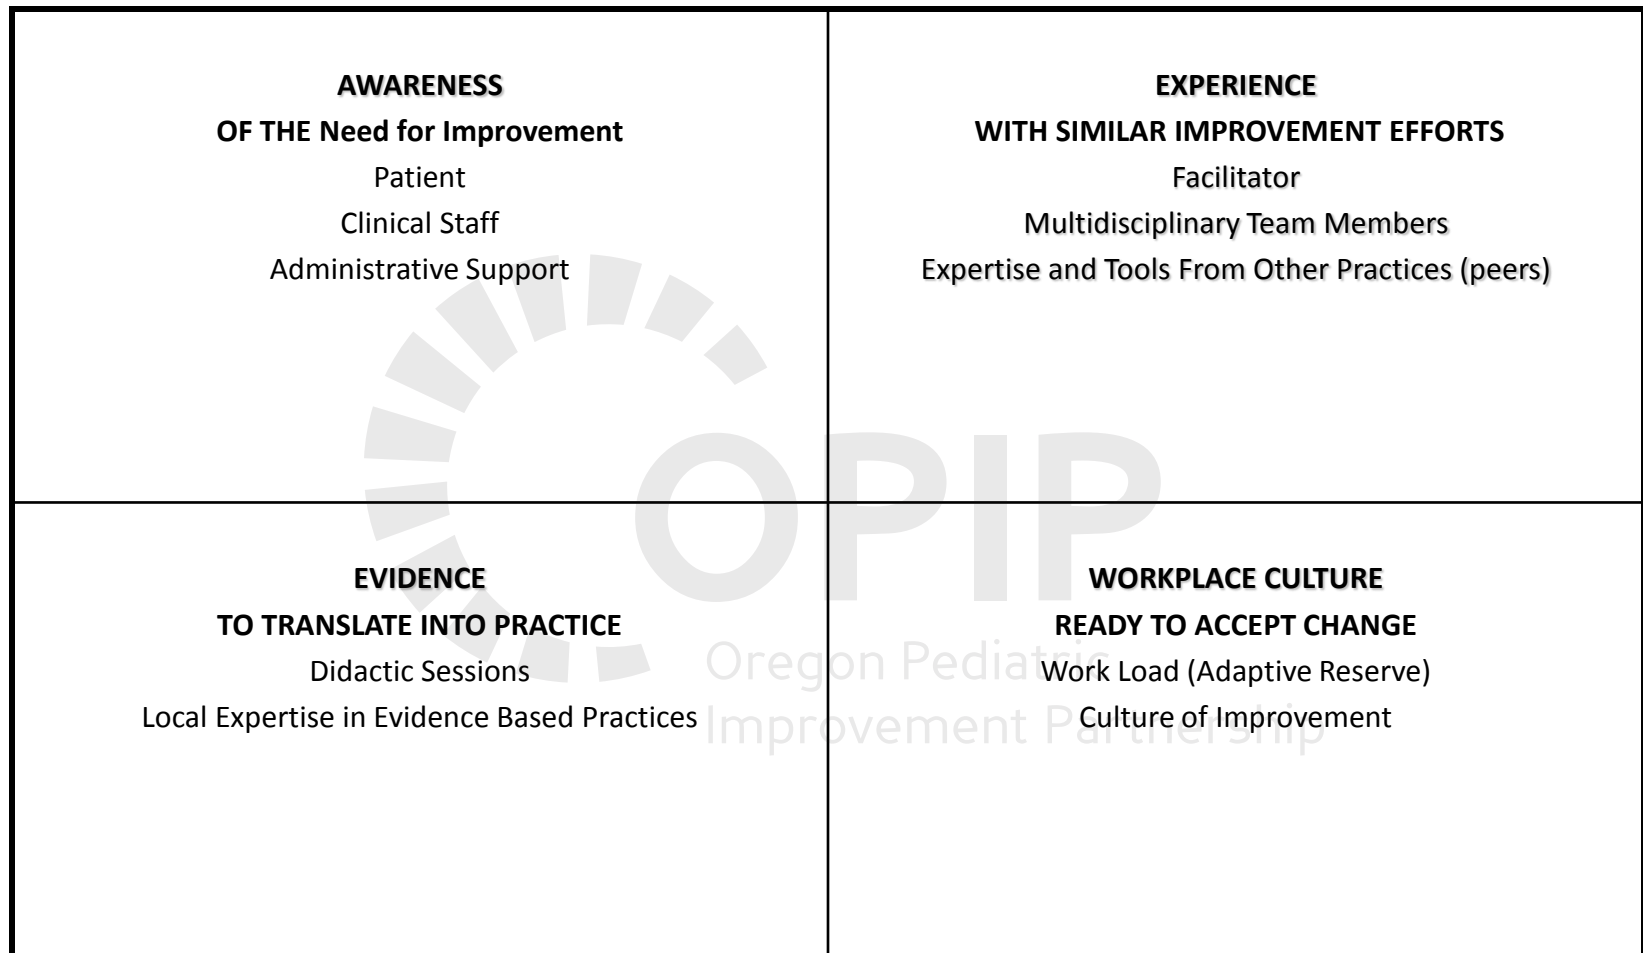 AWARENESS
OF THE Need for Improvement
Patient
Clinical Staff
Administrative Support
EXPERIENCE
WITH SIMILAR IMPROVEMENT EFFORTS
Facilitator
Multidisciplinary Team Members
Expertise and Tools From Other Practices (peers)
EVIDENCE
TO TRANSLATE INTO PRACTICE
Didactic Sessions
Local Expertise in Evidence Based Practices
WORKPLACE CULTURE
READY TO ACCEPT CHANGE
Work Load (Adaptive Reserve)
Culture of Improvement
OPIP
Oregon Pediatric
Improvement Partnership